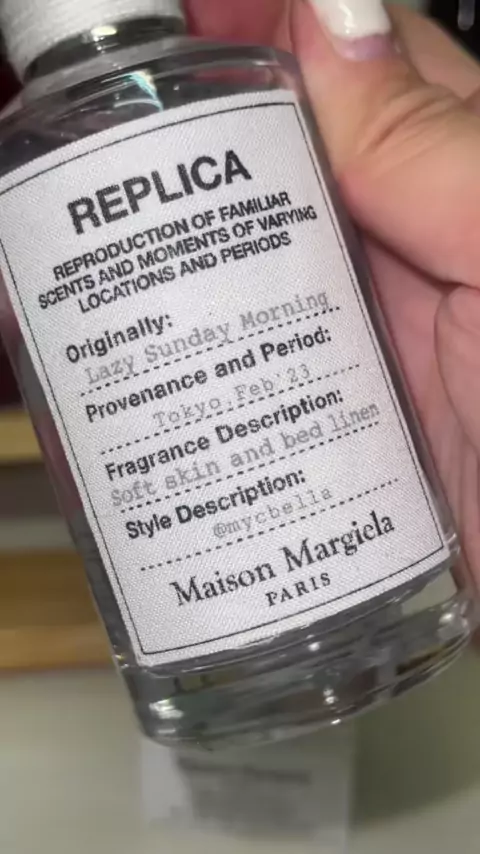 REPLICA
REPRODUCTION OF FAMILIAR
SCENTS AND MOMENTS OF VARYING
LOCATIONS AND PERIODS
Originally:
Lazy Sunday Morning
Provenance and Period:
Tokyo,Feb'23
Fragrance Description:
Soft skin and bed linen
Style Description:
@mycbella
Maison Margiela
PARIS